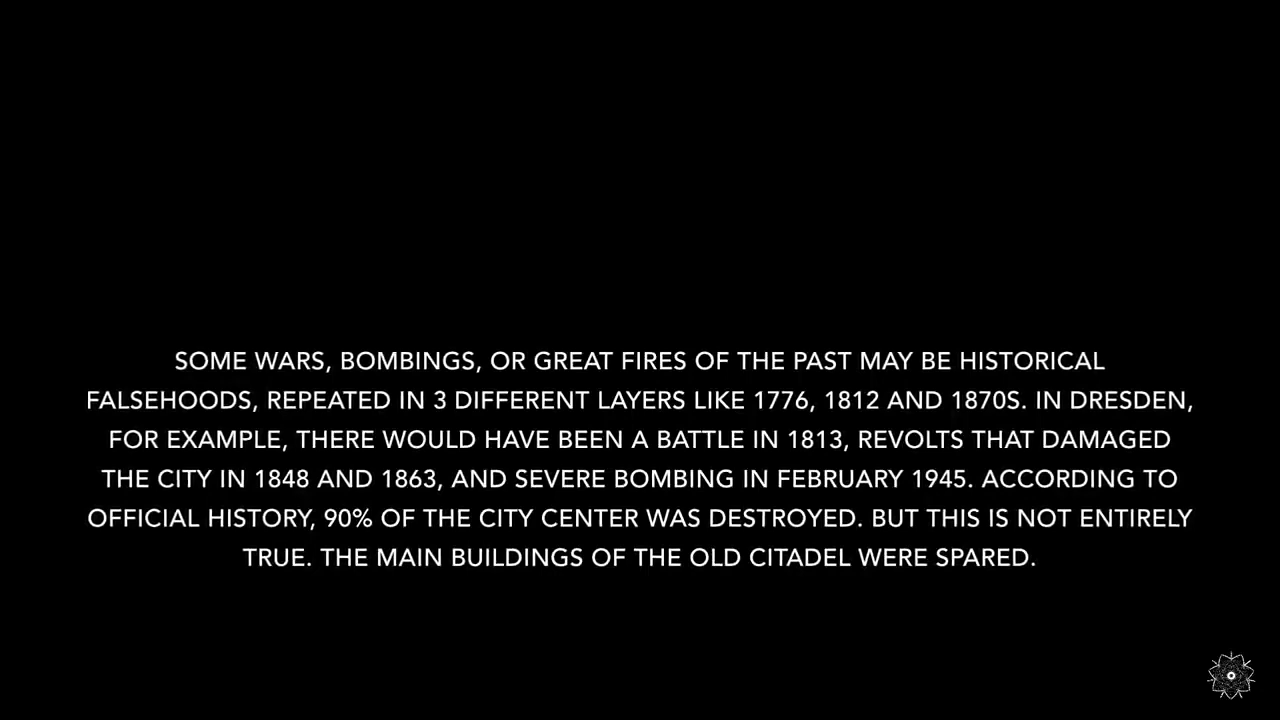 SOME WARS, BOMBINGS, OR GREAT FIRES OF THE PAST MAY BE HISTORICAL
FALSEHOODS, REPEATED IN 3 DIFFERENT LAYERS LIKE 1776, 1812 AND 1870S. IN DRESDEN,
FOR EXAMPLE, THERE WOULD HAVE BEEN A BATTLE IN 1813, REVOLTS THAT DAMAGED
THE CITY IN 1848 AND 1863, AND SEVERE BOMBING IN FEBRUARY 1945. ACCORDING TO
OFFICIAL HISTORY, 90% OF THE CITY CENTER WAS DESTROYED. BUT THIS IS NOT ENTIRELY
TRUE. THE MAIN BUILDINGS OF THE OLD CITADEL WERE SPARED.